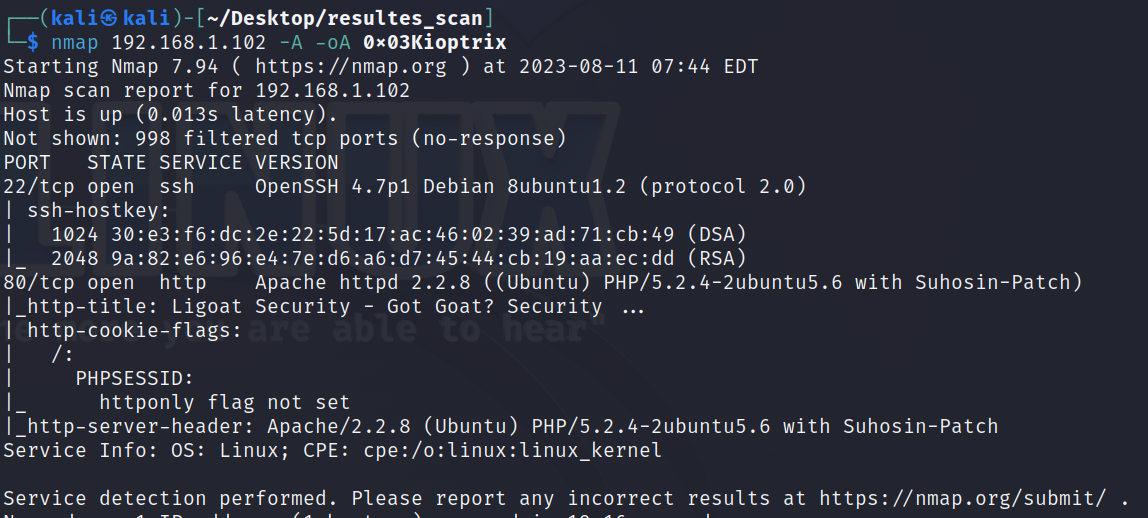 ┌──(kali㉿kali)-[~/Desktop/resultes_scan]
└─$ nmap 192.168.1.102 -A -oA 0×03Kioptrix
Starting Nmap 7.94 ( https://nmap.org ) at 2023-08-11 07:44 EDT
Nmap scan report for 192.168.1.102
Host is up (0.013s latency).
Not shown: 998 filtered tcp ports (no-response)
PORT   STATE SERVICE VERSION
22/tcp open  ssh     OpenSSH 4.7p1 Debian 8ubuntu1.2 (protocol 2.0)
| ssh-hostkey:
|   1024 30:e3:f6:dc:2e:22:5d:17:ac:46:02:39:ad:71:cb:49 (DSA)
|_  2048 9a:82:e6:96:e4:7e:d6:a6:d7:45:44:cb:19:aa:ec:dd (RSA)
80/tcp open  http    Apache httpd 2.2.8 ((Ubuntu) PHP/5.2.4-2ubuntu5.6 with Suhosin-Patch)
|_http-title: Ligoat Security - Got Goat? Security ...
| http-cookie-flags:
|   /:
|     PHPSESSID:
|_      httponly flag not set
|_http-server-header: Apache/2.2.8 (Ubuntu) PHP/5.2.4-2ubuntu5.6 with Suhosin-Patch
Service Info: OS: Linux; CPE: cpe:/o:linux:linux_kernel
Service detection performed. Please report any incorrect results at https://nmap.org/submit/ .
LINUX
you are able to hear"